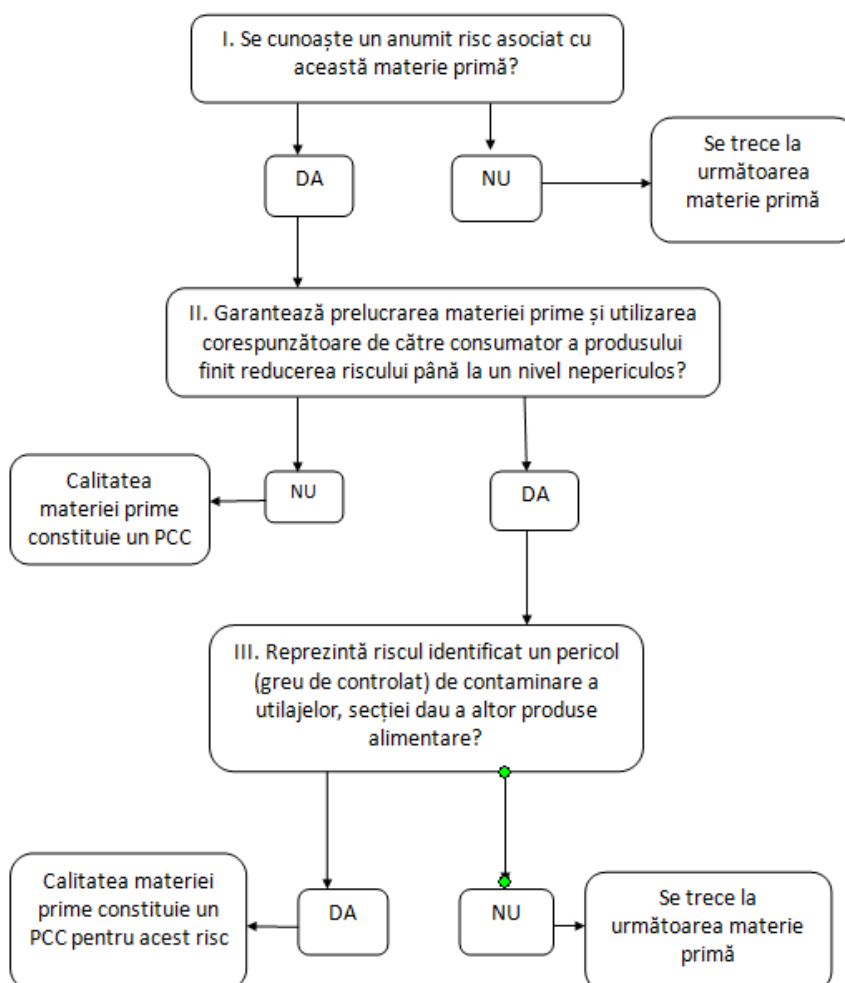 I. Se cunoaște un anumit risc asociat cu
această materie primă?
DA
NU
Se trece la
următoarea
materie primă
II. Garantează prelucrarea materiei prime și utilizarea
corespunzătoare de către consumator a produsului
finit reducerea riscului până la un nivel nepericulos?
Calitatea
materiei prime
constituie un PCC
NU
DA
III. Reprezintă riscul identificat un pericol
(greu de controlat) de contaminare a
utilajelor, secției dau a altor produse
alimentare?
Calitatea materiei
prime constituie un
PCC pentru acest risc
DA
NU
Se trece la
următoarea materie
primă